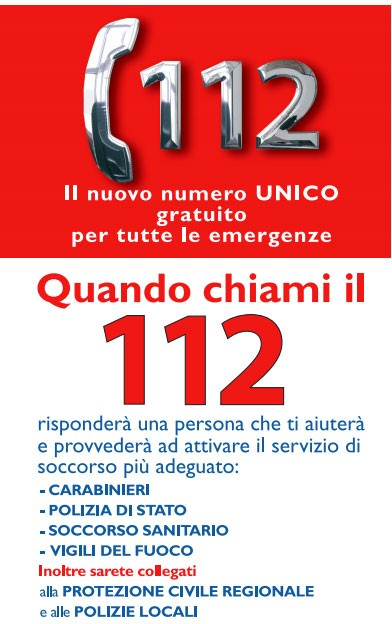 112
Il nuovo numero UNICO
gratuito
per tutte le emergenze
Quando chiami il
112
risponderà una persona che ti aiuterà
e provvederà ad attivare il servizio di
soccorso più adeguato:
- CARABINIERI
- POLIZIA DI STATO
- SOCCORSO SANITARIO
- VIGILI DEL FUOCO
Inoltre sarete collegati
alla PROTEZIONE CIVILE REGIONALE
e alle POLIZIE LOCALI